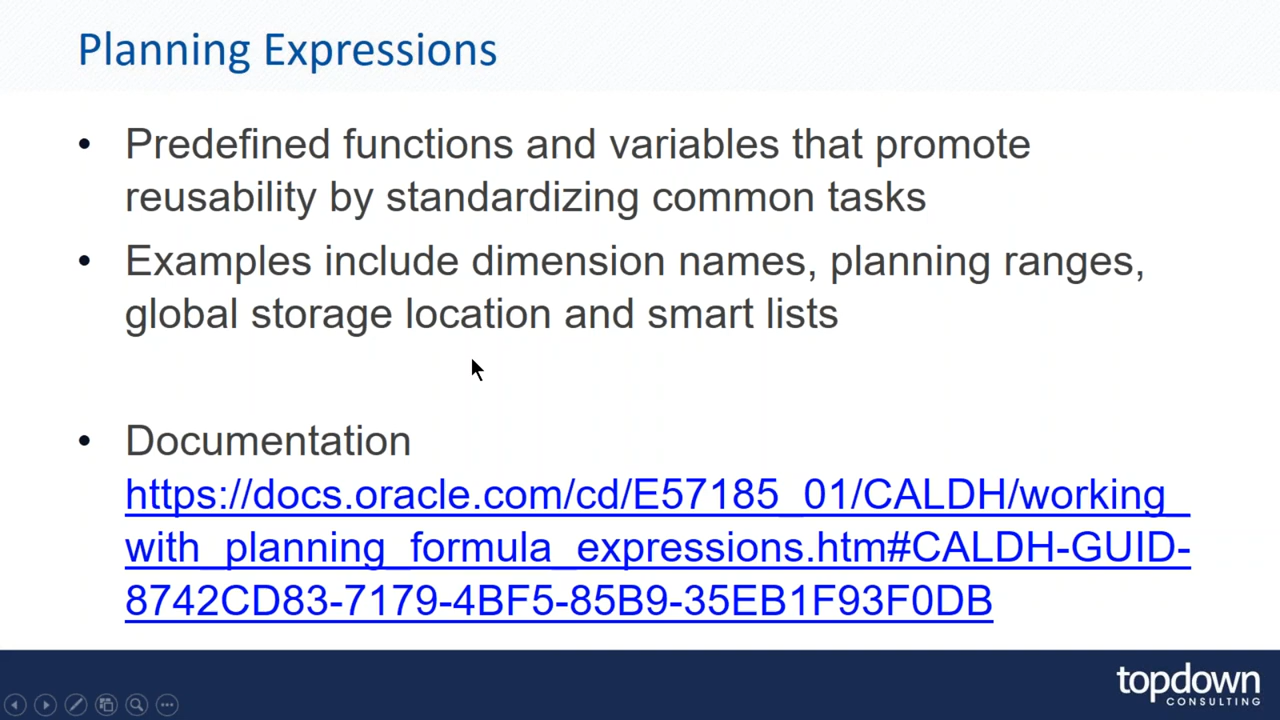 Planning Expressions
• Predefined functions and variables that promote
reusability by standardizing common tasks
• Examples include dimension names, planning ranges,
global storage location and smart lists
• Documentation
https://docs.oracle.com/cd/E57185_01/CALDH/working_
with_planning_formula_expressions.htm#CALDH-GUID-
8742CD83-7179-4BF5-85B9-35EB1F93F0DB
topdown
CONSULTING